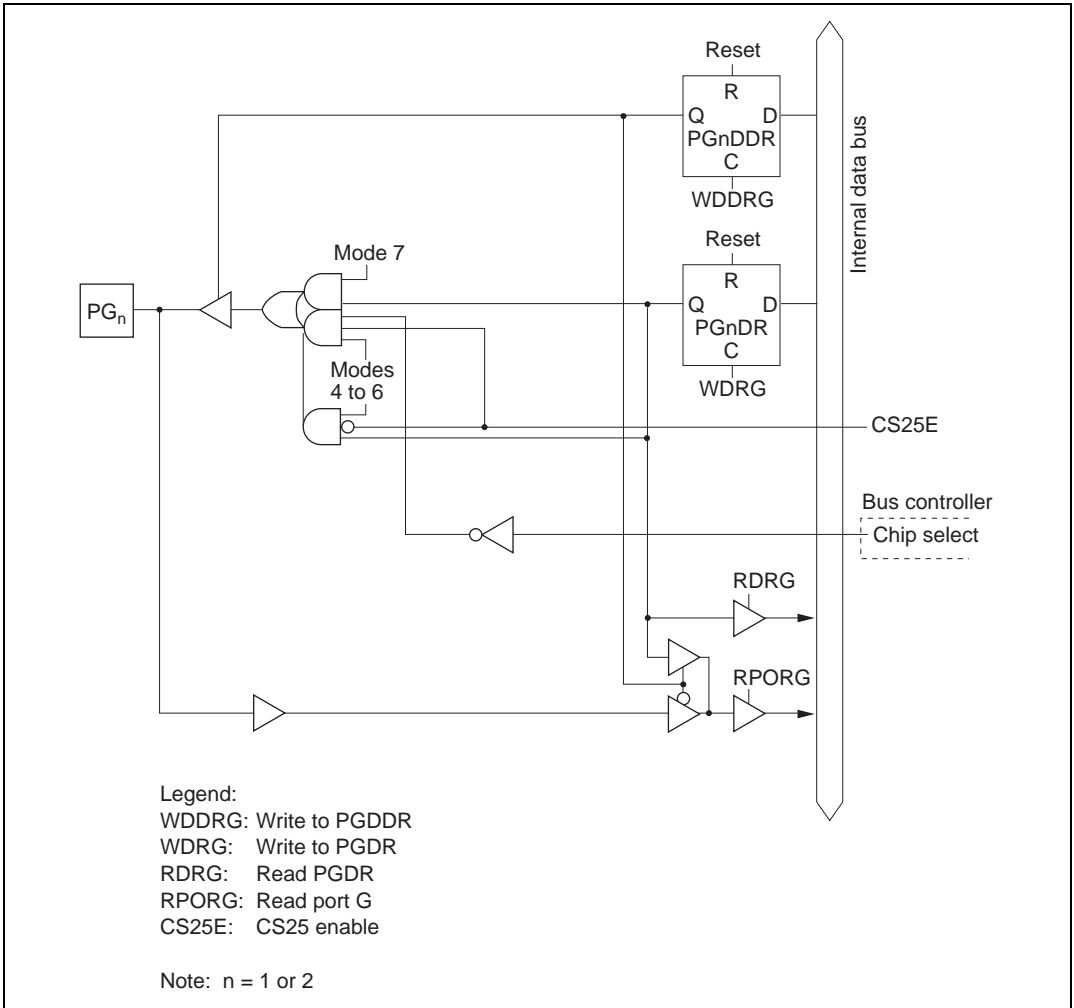 Reset
R
Q D
PGnDDR
C
WDDRG
Internal data bus
Reset
R
Q D
PGnDR
C
WDRG
Mode 7
PGn
Modes
4 to 6
CS25E
Bus controller
Chip select
RDRG
RPORG
Legend:
WDDRG: Write to PGDDR
WDRG: Write to PGDR
RDRG: Read PGDR
RPORG: Read port G
CS25E: CS25 enable
Note: n = 1 or 2